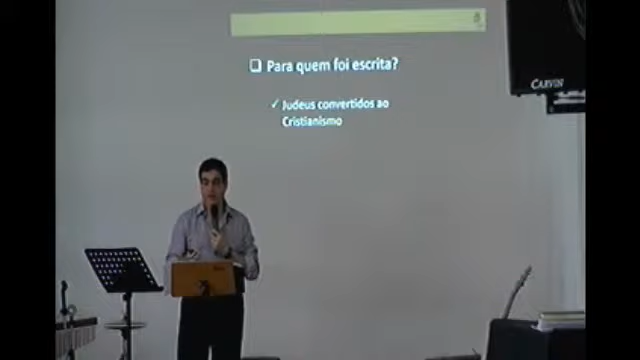 Para quem foi escrita?
Judeus convertidos ao
Cristianismo
CARVIN